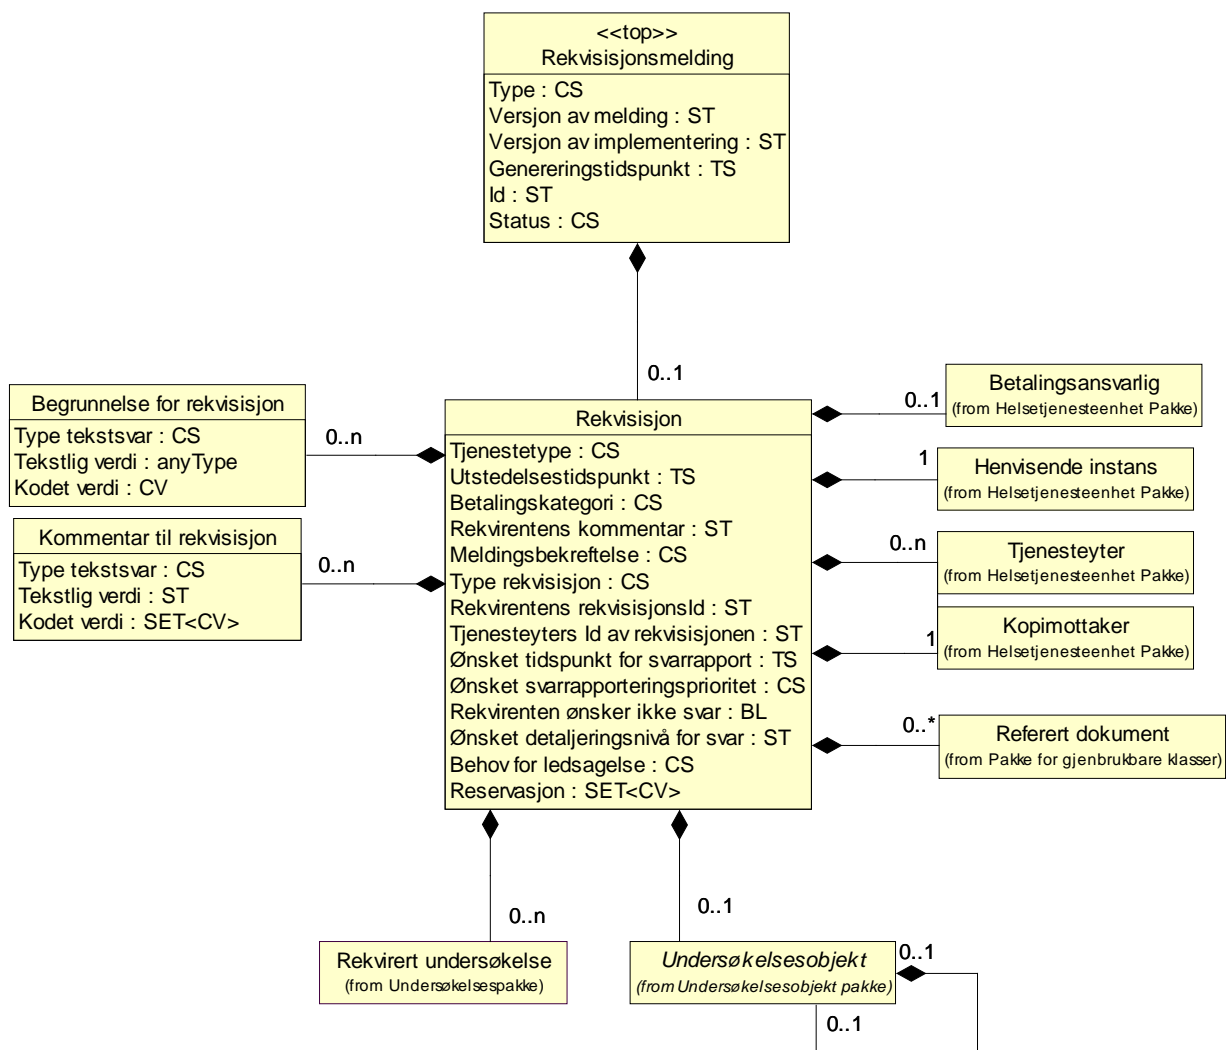 <<top>>
Rekvisisjonsmelding
Type : CS
Versjon av melding : ST
Versjon av implementering : ST
Genereringstidspunkt : TS
Id : ST
Status : CS
0..1
Begrunnelse for rekvisisjon
Type tekstsvar : CS
Tekstlig verdi : anyType
Kodet verdi : CV
0..n
Kommentar til rekvisisjon
Type tekstsvar : CS
Tekstlig verdi : ST
Kodet verdi : SET<CV>
0..n
Rekvisisjon
Tjenestetype : CS
Utstedelsestidspunkt : TS
Betalingskategori : CS
Rekvirentens kommentar : ST
Meldingsbekreftelse : CS
Type rekvisisjon : CS
Rekvirentens rekvisisjonsId : ST
Tjenesteyters Id av rekvisisjonen : ST
Ønsket tidspunkt for svarrapport : TS
Ønsket svarrapporteringsprioritet : CS
Rekvirenten ønsker ikke svar : BL
Ønsket detaljeringsnivå for svar : ST
Behov for ledsagelse : CS
Reservasjon : SET<CV>
0..1
Betalingsansvarlig
(from Helsetjenesteenhet Pakke)
1
Henvisende instans
(from Helsetjenesteenhet Pakke)
0..n
Tjenesteyter
(from Helsetjenesteenhet Pakke)
1
Kopimottaker
(from Helsetjenesteenhet Pakke)
0..*
Referert dokument
(from Pakke for gjenbrukbare klasser)
0..n
Rekvirert undersøkelse
(from Undersøkelsespakke)
0..1
Undersøkelsesobjekt
(from Undersøkelsesobjekt pakke)
0..1
0..1